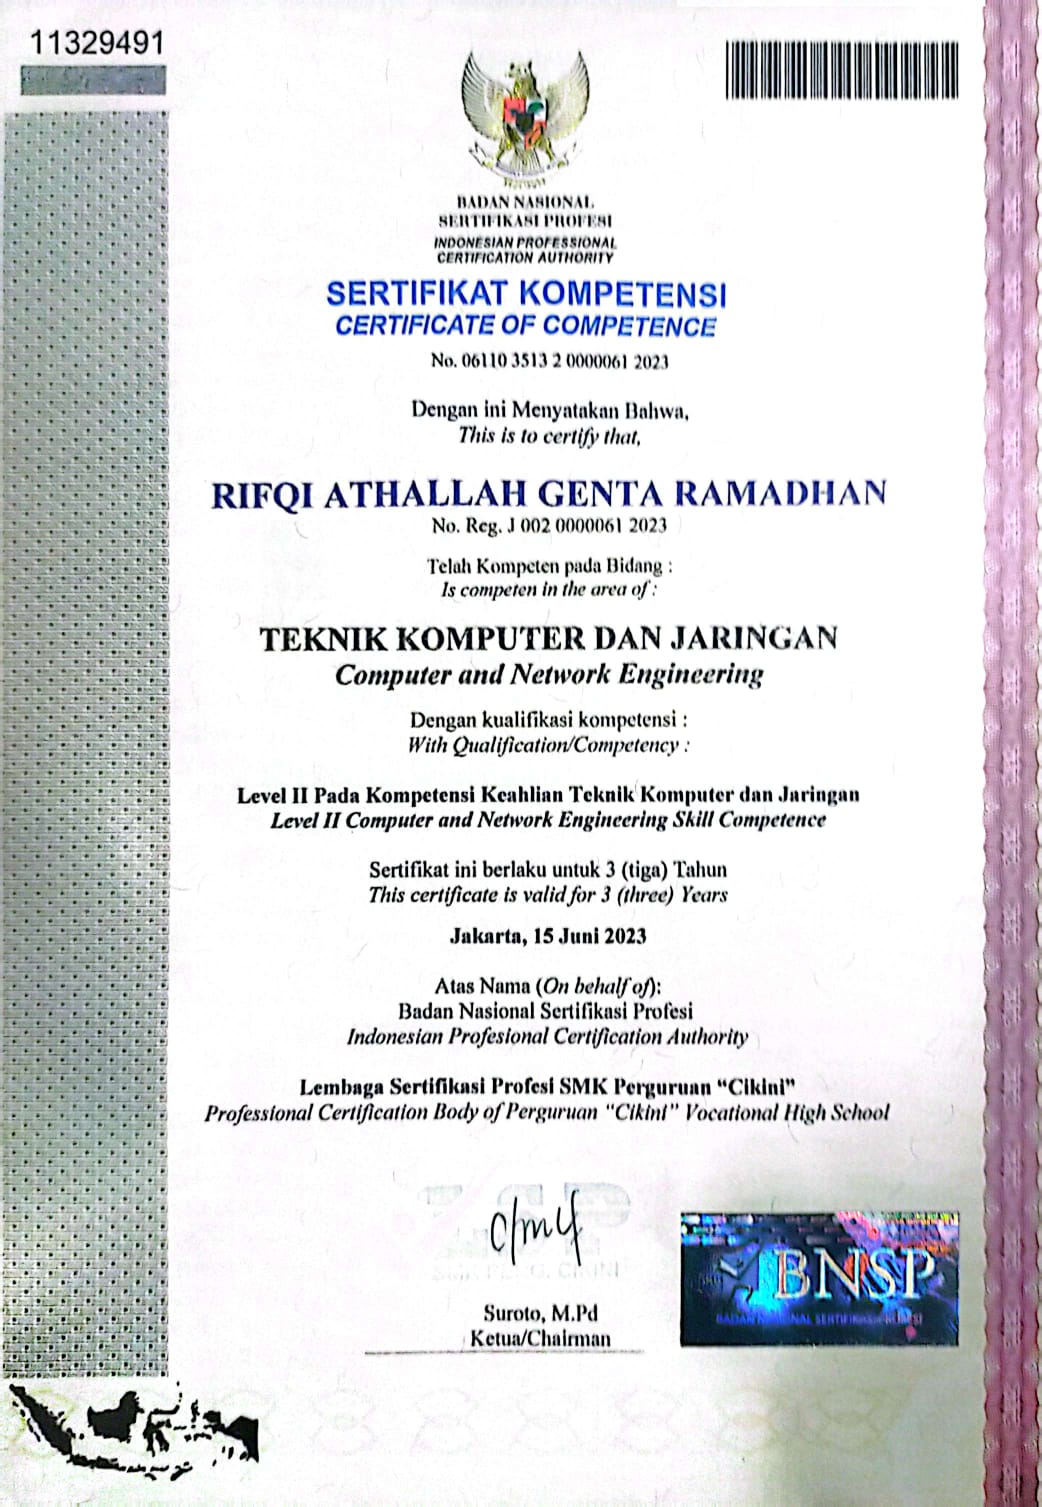 11329491
BADAN NASIONAL
SERTIFIKASI PROFESI
INDONESIAN PROFESSIONAL
CERTIFICATION AUTHORITY
SERTIFIKAT KOMPETENSI
CERTIFICATE OF COMPETENCE
No. 06110 3513 2 0000061 2023
Dengan ini Menyatakan Bahwa,
This is to certify that,
RIFQI ATHALLAH GENTA RAMADHAN
No. Reg. J 002 0000061 2023
Telah Kompeten pada Bidang :
Is competen in the area of :
TEKNIK KOMPUTER DAN JARINGAN
Computer and Network Engineering
Dengan kualifikasi kompetensi :
With Qualification/Competency :
Level II Pada Kompetensi Keahlian Teknik Komputer dan Jaringan
Level II Computer and Network Engineering Skill Competence
Sertifikat ini berlaku untuk 3 (tiga) Tahun
This certificate is valid for 3 (three) Years
Jakarta, 15 Juni 2023
Atas Nama (On behalf of):
Badan Nasional Sertifikasi Profesi
Indonesian Profesional Certification Authority
Lembaga Sertifikasi Profesi SMK Perguruan “Cikini”
Professional Certification Body of Perguruan “Cikini” Vocational High School
SMK PERG. CIKINI
BNSP
BADAN NASIONAL SERTIFIKASI PROFESI
Suroto, M.Pd
Ketua/Chairman